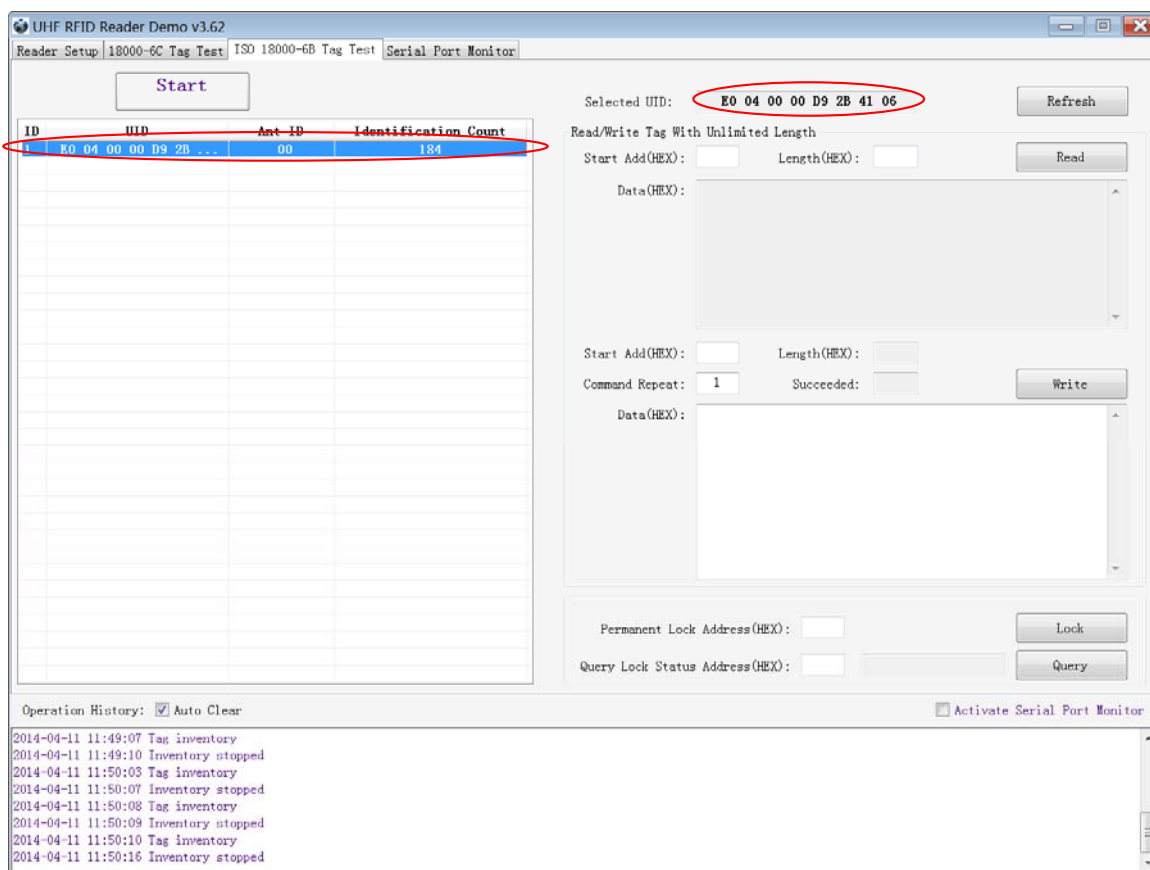 UHF RFID Reader Demo v3.62
Reader Setup 18000-6C Tag Test ISO 18000-6B Tag Test Serial Port Monitor
Start
ID UID Ant ID Identification Count
1 E0 04 00 00 D9 2B ... 00 184
Selected UID: E0 04 00 00 D9 2B 41 06 Refresh
Read/Write Tag With Unlimited Length
Start Add(HEX): Length(HEX): Read
Data(HEX):
Start Add(HEX): Length(HEX):
Command Repeat: 1 Succeeded: Write
Data(HEX):
Permanent Lock Address(HEX): Lock
Query Lock Status Address(HEX): Query
Operation History: Auto Clear Activate Serial Port Monitor
2014-04-11 11:49:07 Tag inventory
2014-04-11 11:49:10 Inventory stopped
2014-04-11 11:50:03 Tag inventory
2014-04-11 11:50:07 Inventory stopped
2014-04-11 11:50:08 Tag inventory
2014-04-11 11:50:09 Inventory stopped
2014-04-11 11:50:10 Tag inventory
2014-04-11 11:50:16 Inventory stopped